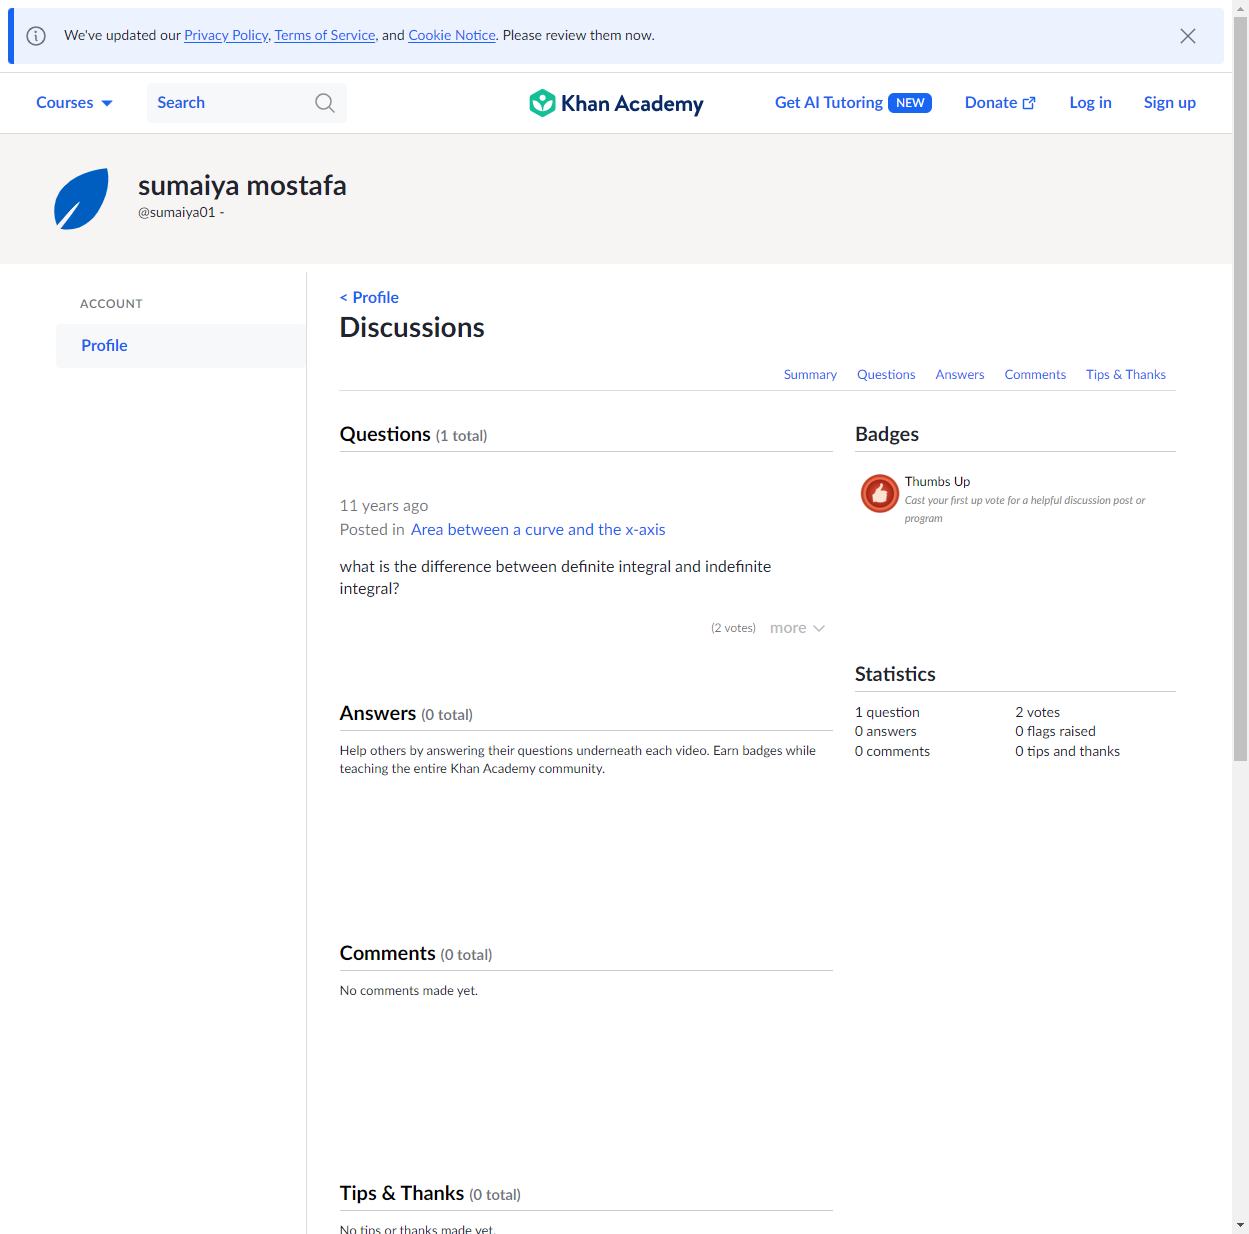 We've updated our Privacy Policy, Terms of Service, and Cookie Notice. Please review them now.
Courses
Search
Khan Academy
Get AI Tutoring NEW
Donate
Log in
Sign up
sumaiya mostafa
@sumaiya01 -
ACCOUNT
Profile
< Profile
Discussions
Summary
Questions
Answers
Comments
Tips & Thanks
Questions (1 total)
11 years ago
Posted in Area between a curve and the x-axis
what is the difference between definite integral and indefinite
integral?
(2 votes)
more
Answers (0 total)
Help others by answering their questions underneath each video. Earn badges while
teaching the entire Khan Academy community.
Comments (0 total)
No comments made yet.
Tips & Thanks (0 total)
No tips or thanks made yet.
Badges
Thumbs Up
Cast your first up vote for a helpful discussion post or
program
Statistics
1 question
2 votes
0 answers
0 flags raised
0 comments
0 tips and thanks